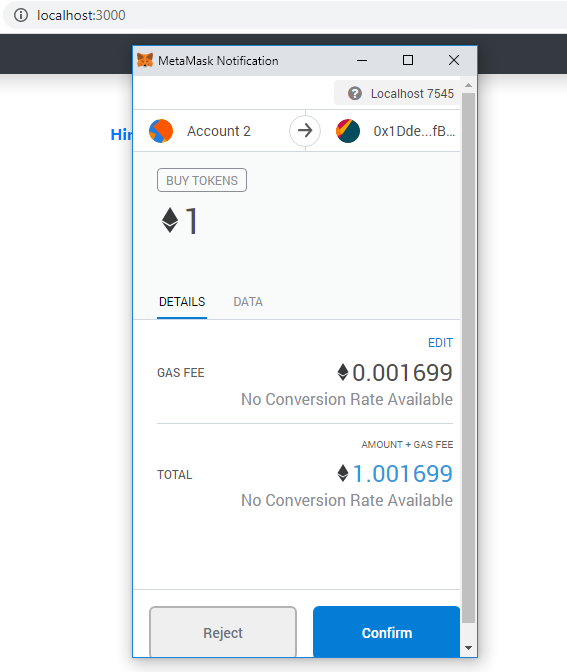 localhost:3000
MetaMask Notification
Localhost 7545
Account 2
0x1Dde...fB...
BUY TOKENS
1
DETAILS DATA
EDIT
GAS FEE 0.001699
No Conversion Rate Available
AMOUNT + GAS FEE
TOTAL 1.001699
No Conversion Rate Available
Reject Confirm